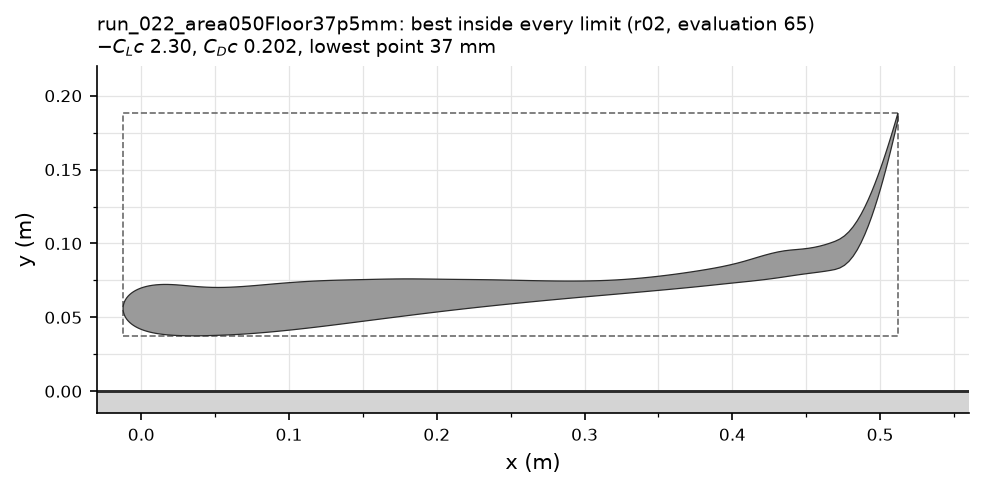 run_022_area050Floor37p5mm: best inside every limit (r02, evaluation 65)
−C_Lc 2.30, C_Dc 0.202, lowest point 37 mm
0.20
0.15
0.10
0.05
0.00
y (m)
0.0 0.1 0.2 0.3 0.4 0.5
x (m)